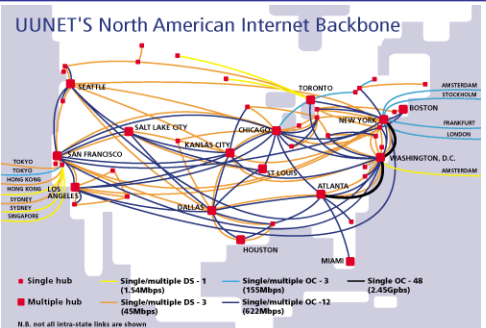 UUNET'S North American Internet Backbone
SEATTLE
TORONTO
AMSTERDAM
STOCKHOLM
BOSTON
NEW YORK
SALT LAKE CITY
CHICAGO
FRANKFURT
LONDON
KANSAS CITY
SAN FRANCISCO
WASHINGTON, D.C.
TOKYO
TOKYO
HONG KONG
HONG KONG
SYDNEY
SYDNEY
SINGAPORE
ST LOUIS
AMSTERDAM
LOS
ANGELES
ATLANTA
DALLAS
HOUSTON
MIAMI
Single hub
Multiple hub
Single/multiple DS - 1
(1.54Mbps)
Single/multiple DS - 3
(45Mbps)
Single/multiple OC - 3
(155Mbps)
Single/multiple OC -12
(622Mbps)
Single OC - 48
(2.45Gpbs)
N.B. not all intra-state links are shown